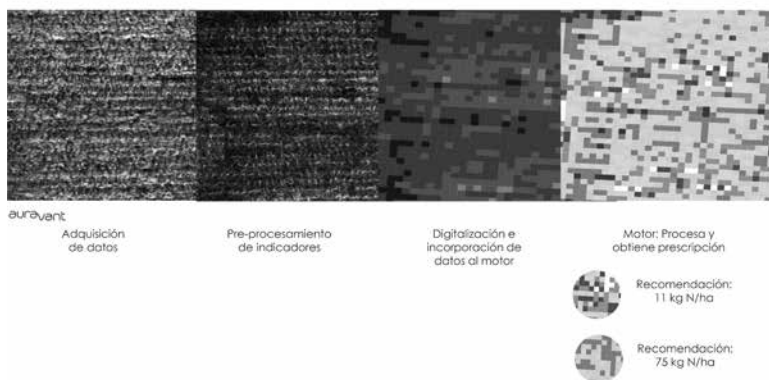 auravant
Adquisición
de datos
Pre-procesamiento
de indicadores
Digitalización e
incorporación de
datos al motor
Motor: Procesa y
obtiene prescripción
Recomendación:
11 kg N/ha
Recomendación:
75 kg N/ha